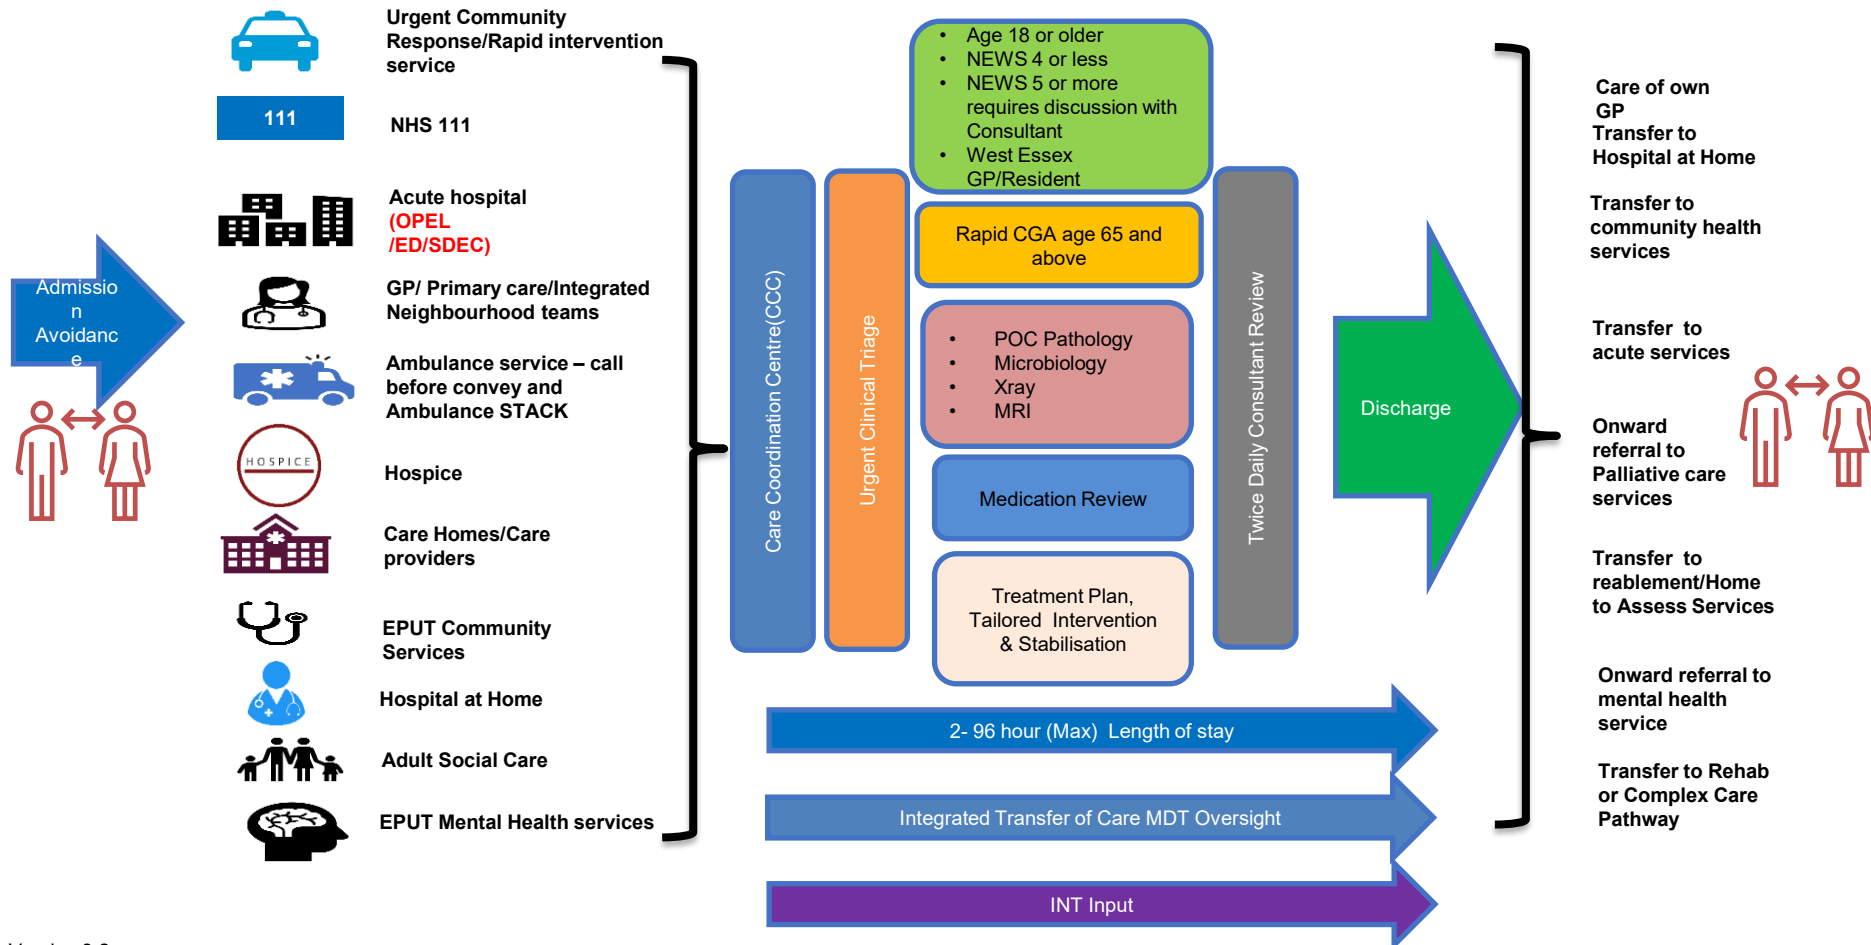 Admissio
n
Avoidanc
e
Urgent Community
Response/Rapid intervention
service
111
NHS 111
Acute hospital
(OPEL
/ED/SDEC)
GP/ Primary care/Integrated
Neighbourhood teams
Ambulance service – call
before convey and
Ambulance STACK
HOSPICE
Hospice
Care Homes/Care
providers
EPUT Community
Services
Hospital at Home
Adult Social Care
EPUT Mental Health services
Care Coordination Centre(CCC)
Urgent Clinical Triage
• Age 18 or older
• NEWS 4 or less
• NEWS 5 or more
requires discussion with
Consultant
• West Essex
GP/Resident
Rapid CGA age 65 and
above
• POC Pathology
• Microbiology
• Xray
• MRI
Medication Review
Treatment Plan,
Tailored Intervention
& Stabilisation
Twice Daily Consultant Review
2- 96 hour (Max) Length of stay
Integrated Transfer of Care MDT Oversight
INT Input
Discharge
Care of own
GP
Transfer to
Hospital at Home
Transfer to
community health
services
Transfer to
acute services
Onward
referral to
Palliative care
services
Transfer to
reablement/Home
to Assess Services
Onward referral to
mental health
service
Transfer to Rehab
or Complex Care
Pathway